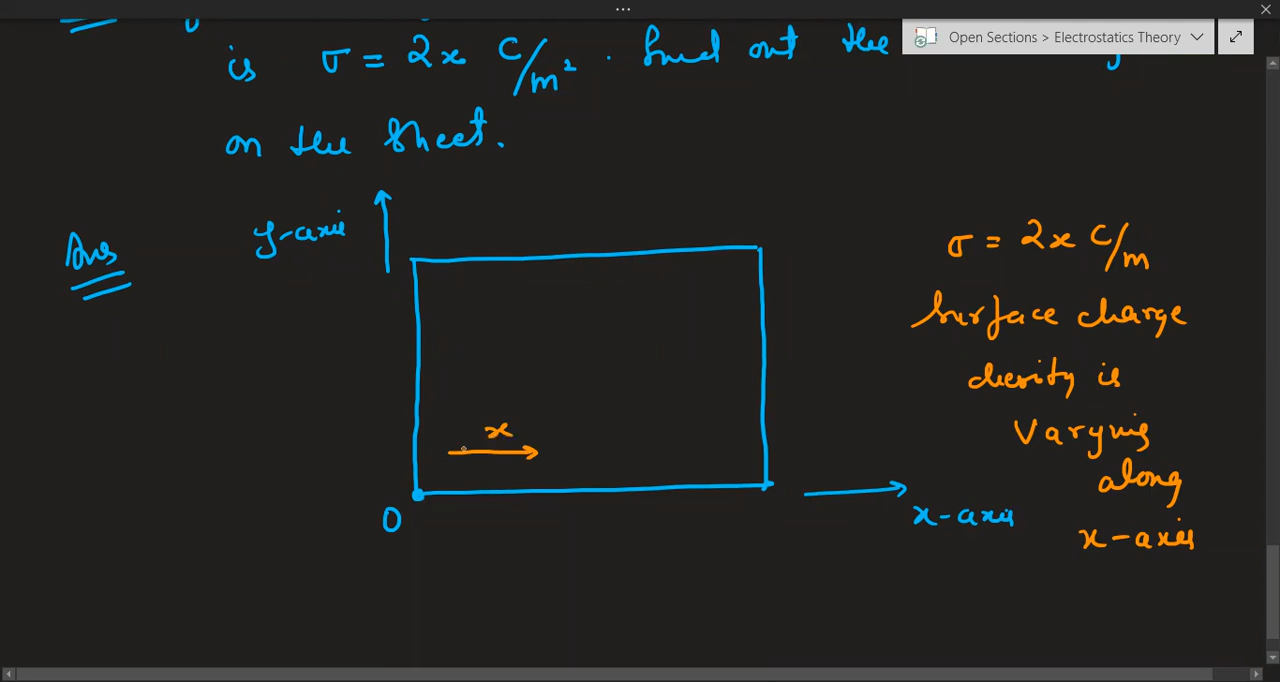 is σ = 2x C/m². find out the
on the sheet.
Open Sections > Electrostatics Theory
Ans
y-axis
σ = 2x C/m
Surface charge
density is
varying
along
x-axis
x
O
x-axis